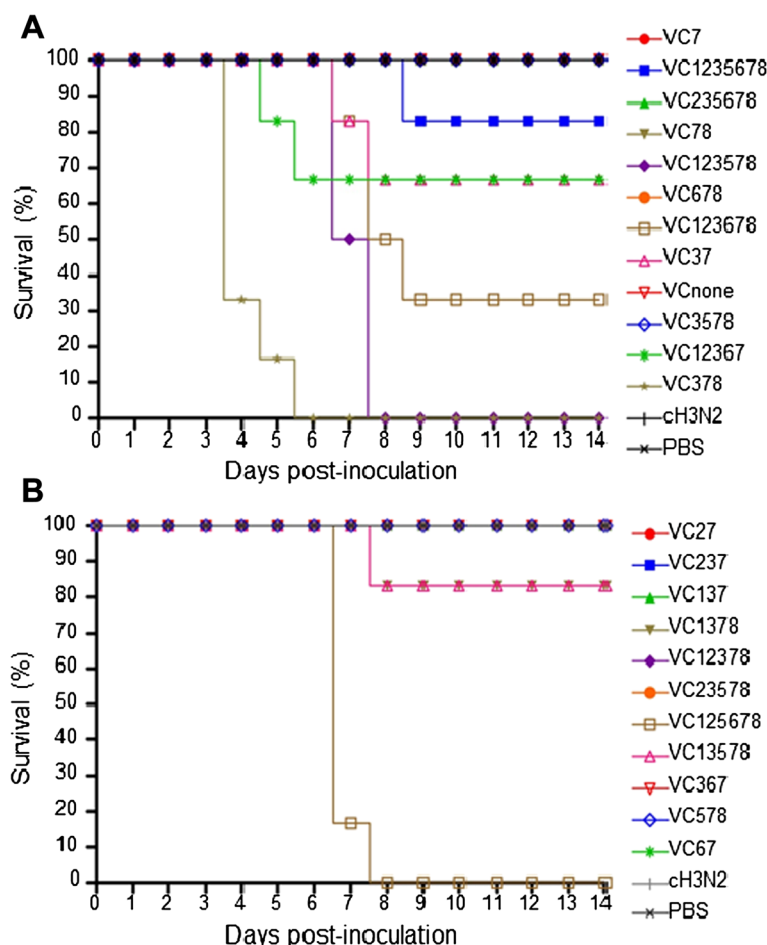 A
100
90
80
70
60
50
40
30
20
10
0
Survival (%)
0 1 2 3 4 5 6 7 8 9 10 11 12 13 14
Days post-inoculation
VC7
VC1235678
VC235678
VC78
VC123578
VC678
VC123678
VC37
VCnone
VC3578
VC12367
VC378
cH3N2
PBS
B
100
90
80
70
60
50
40
30
20
10
0
Survival (%)
0 1 2 3 4 5 6 7 8 9 10 11 12 13 14
Days post-inoculation
VC27
VC237
VC137
VC1378
VC12378
VC23578
VC125678
VC13578
VC367
VC578
VC67
cH3N2
PBS